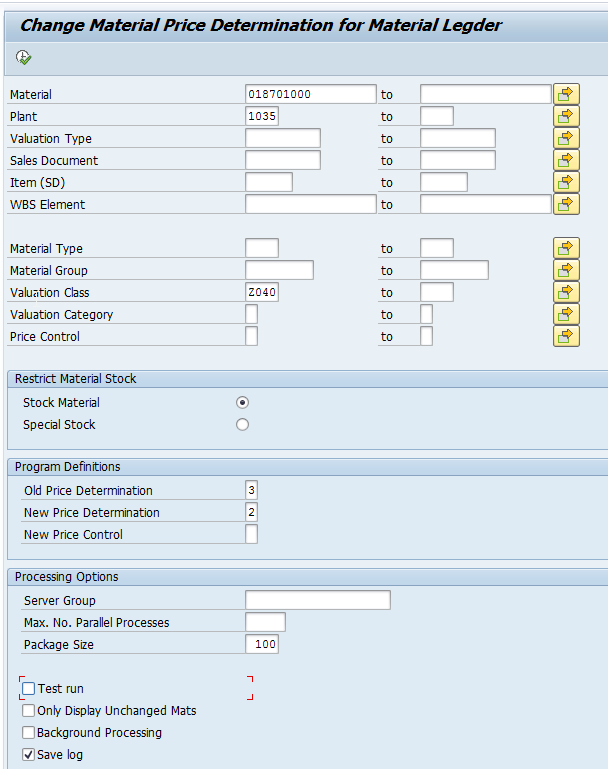 Change Material Price Determination for Material Legder
Material 018701000 to
Plant 1035 to
Valuation Type to
Sales Document to
Item (SD) to
WBS Element to
Material Type to
Material Group to
Valuation Class Z040 to
Valuation Category to
Price Control to
Restrict Material Stock
Stock Material
Special Stock
Program Definitions
Old Price Determination 3
New Price Determination 2
New Price Control
Processing Options
Server Group
Max. No. Parallel Processes
Package Size 100
Test run
Only Display Unchanged Mats
Background Processing
Save log